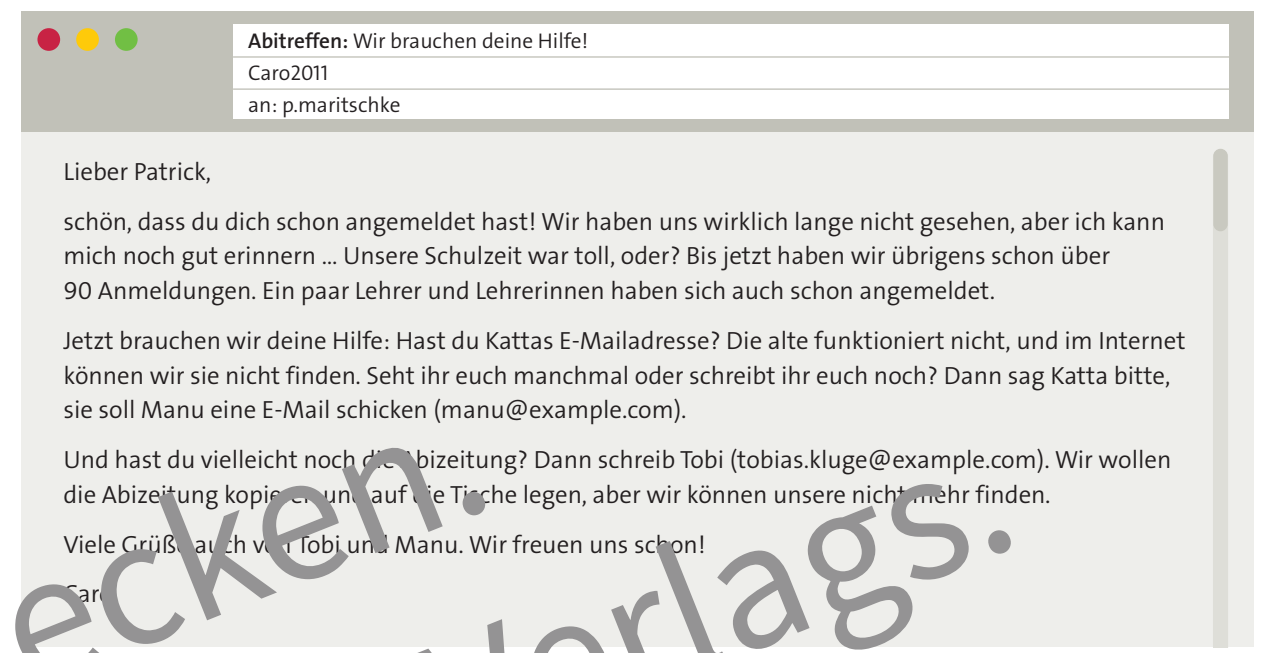 Abitreffen: Wir brauchen deine Hilfe!
Caro2011
an: p.maritschke
Lieber Patrick,
schön, dass du dich schon angemeldet hast! Wir haben uns wirklich lange nicht gesehen, aber ich kann
mich noch gut erinnern ... Unsere Schulzeit war toll, oder? Bis jetzt haben wir übrigens schon über
90 Anmeldungen. Ein paar Lehrer und Lehrerinnen haben sich auch schon angemeldet.
Jetzt brauchen wir deine Hilfe: Hast du Kattas E-Mailadresse? Die alte funktioniert nicht, und im Internet
können wir sie nicht finden. Seht ihr euch manchmal oder schreibt ihr euch noch? Dann sag Katta bitte,
sie soll Manu eine E-Mail schicken (manu@example.com).
Und hast du vielleicht noch die Abizeitung? Dann schreib Tobi (tobias.kluge@example.com). Wir wollen
die Abizeitung kopieren und auf die Tische legen, aber wir können unsere nicht mehr finden.
Viele Grüße auch von Tobi und Manu. Wir freuen uns schon!
Caro
ecken.
Verlags.